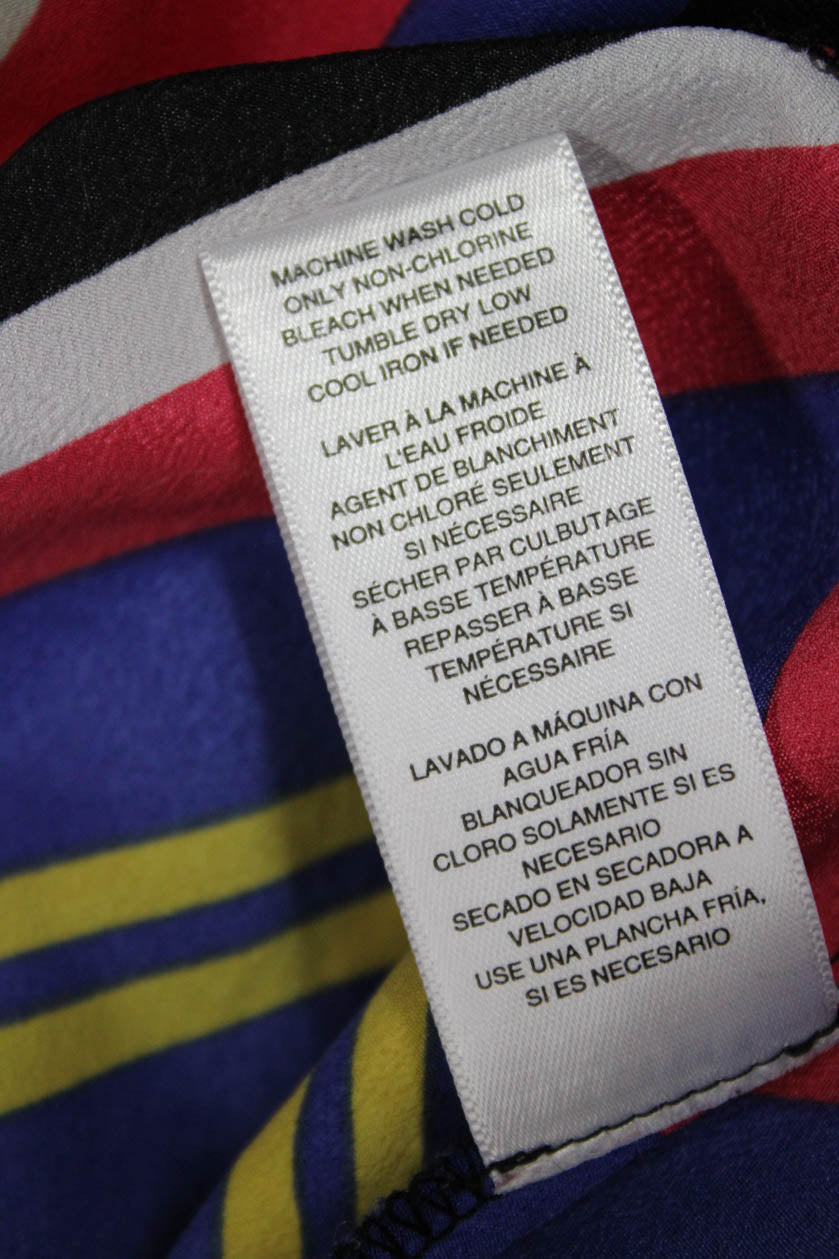 MACHINE WASH COLD
ONLY NON-CHLORINE
BLEACH WHEN NEEDED
TUMBLE DRY LOW
COOL IRON IF NEEDED
LAVER À LA MACHINE À
L'EAU FROIDE
AGENT DE BLANCHIMENT
NON CHLORÉ SEULEMENT
SI NÉCESSAIRE
SÉCHER PAR CULBUTAGE
À BASSE TEMPÉRATURE
REPASSER À BASSE
TEMPÉRATURE SI
NÉCESSAIRE
LAVADO A MÁQUINA CON
AGUA FRÍA
BLANQUEADOR SIN
CLORO SOLAMENTE SI ES
NECESARIO
SECADO EN SECADORA A
VELOCIDAD BAJA
USE UNA PLANCHA FRÍA,
SI ES NECESARIO